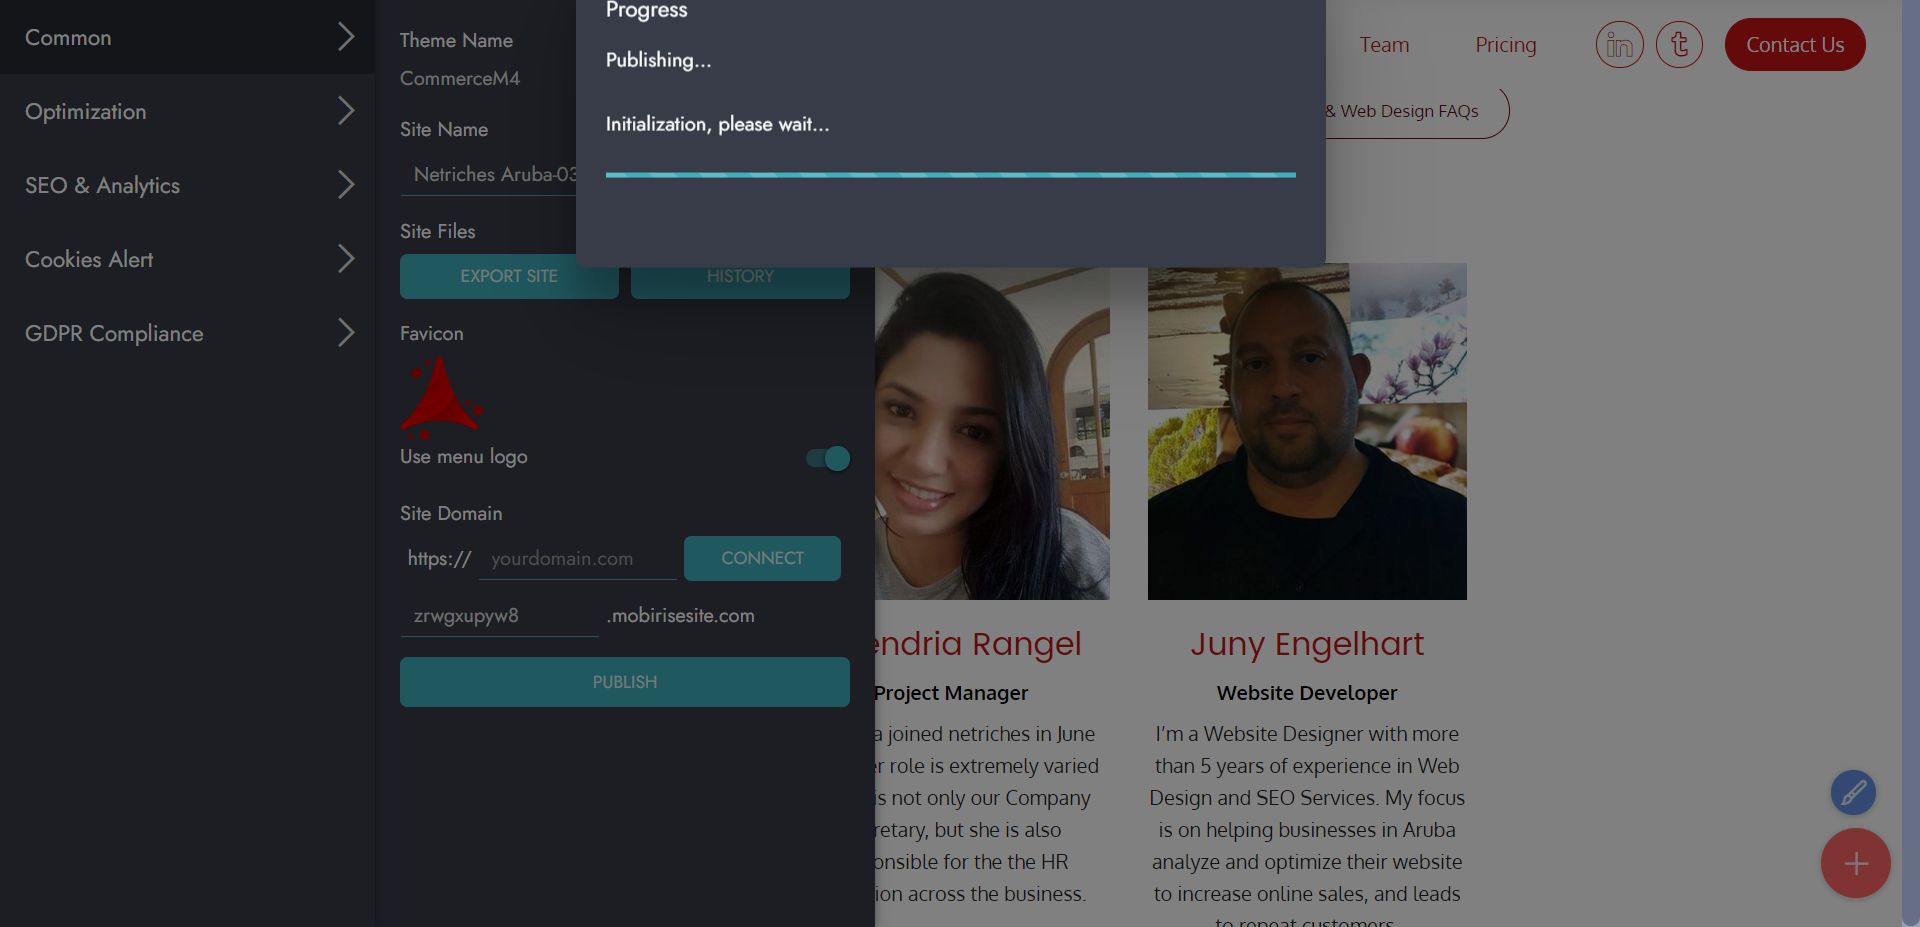 Common
Optimization
SEO & Analytics
Cookies Alert
GDPR Compliance
Theme Name
CommerceM4
Site Name
Netriches Aruba-03
Site Files
EXPORT SITE
HISTORY
Favicon
Use menu logo
Site Domain
https://
yourdomain.com
CONNECT
zrwgxupyw8
.mobirisesite.com
PUBLISH
Progress
Publishing...
Initialization, please wait...
Team
Pricing
in
t
Contact Us
& Web Design FAQs
endria Rangel
Project Manager
a joined netriches in June
r role is extremely varied
is not only our Company
retary, but she is also
onsible for the the HR
ion across the business.
Juny Engelhart
Website Developer
I'm a Website Designer with more
than 5 years of experience in Web
Design and SEO Services. My focus
is on helping businesses in Aruba
analyze and optimize their website
to increase online sales, and leads
to repeat customers.